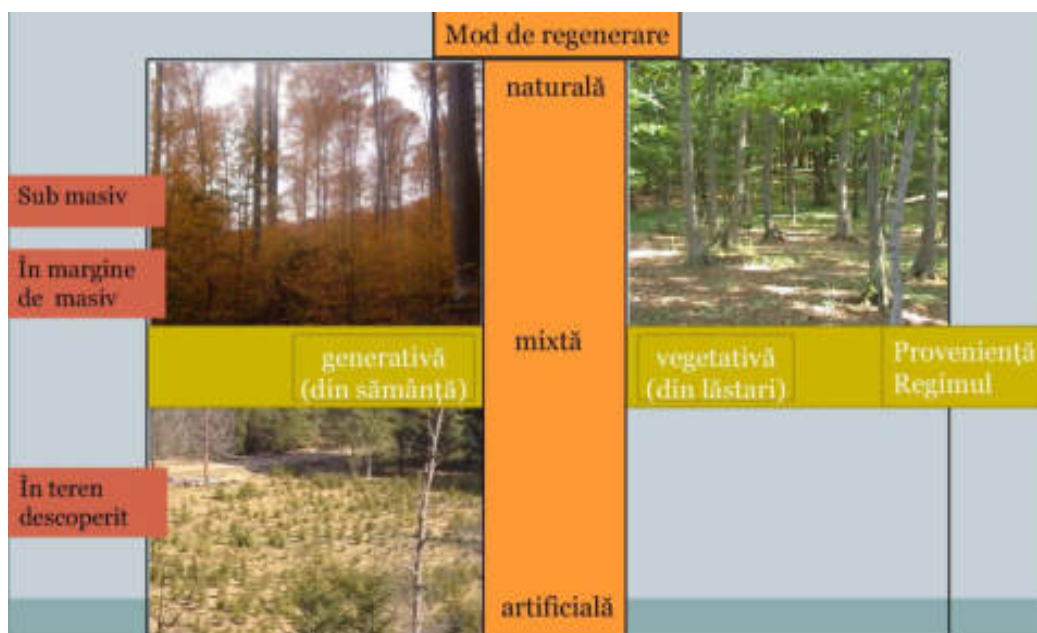 Mod de regenerare
naturală
Sub masiv
În margine
de masiv
mixtă
generativă
(din sămânță)
vegetativă
(din lăstari)
Proveniență
Regimul
În teren
descoperit
artificială